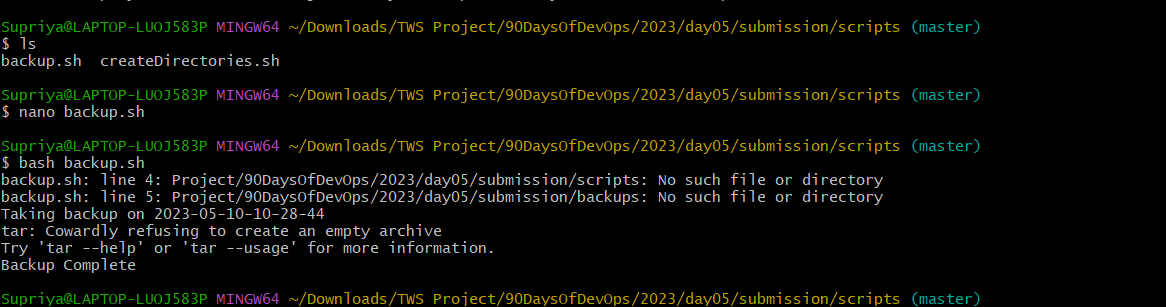 Supriya@LAPTOP-LUOJ583P MINGW64 ~/Downloads/TWS Project/90DaysOfDevOps/2023/day05/submission/scripts (master)
$ ls
backup.sh  createDirectories.sh
Supriya@LAPTOP-LUOJ583P MINGW64 ~/Downloads/TWS Project/90DaysOfDevOps/2023/day05/submission/scripts (master)
$ nano backup.sh
Supriya@LAPTOP-LUOJ583P MINGW64 ~/Downloads/TWS Project/90DaysOfDevOps/2023/day05/submission/scripts (master)
$ bash backup.sh
backup.sh: line 4: Project/90DaysOfDevOps/2023/day05/submission/scripts: No such file or directory
backup.sh: line 5: Project/90DaysOfDevOps/2023/day05/submission/backups: No such file or directory
Taking backup on 2023-05-10-10-28-44
tar: Cowardly refusing to create an empty archive
Try 'tar --help' or 'tar --usage' for more information.
Backup Complete
Supriya@LAPTOP-LUOJ583P MINGW64 ~/Downloads/TWS Project/90DaysOfDevOps/2023/day05/submission/scripts (master)